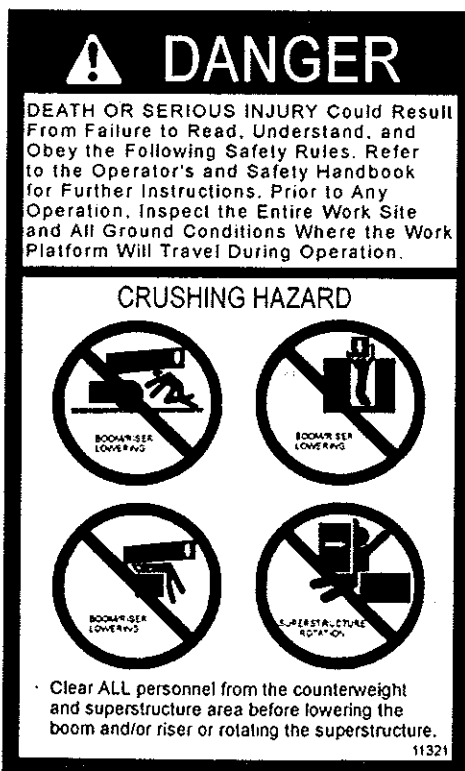 DANGER
DEATH OR SERIOUS INJURY Could Result
From Failure to Read, Understand, and
Obey the Following Safety Rules. Refer
to the Operator's and Safety Handbook
for Further Instructions. Prior to Any
Operation, Inspect the Entire Work Site
and All Ground Conditions Where the Work
Platform Will Travel During Operation.
CRUSHING HAZARD
BOOM/RISER
LOWERING
BOOM/RISER
LOWERING
BOOM/RISER
LOWERING
SUPERSTRUCTURE
ROTATION
· Clear ALL personnel from the counterweight
and superstructure area before lowering the
boom and/or riser or rotating the superstructure.
11321